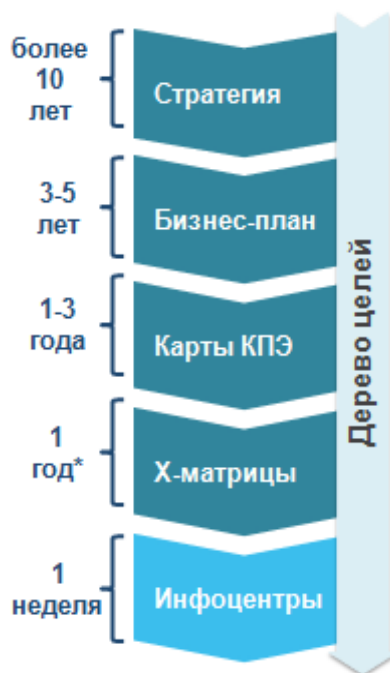 более
10
лет
Стратегия
3-5
лет
Бизнес-план
1-3
года
Карты КПЭ
1
год*
Х-матрицы
1
неделя
Инфоцентры
Дерево целей